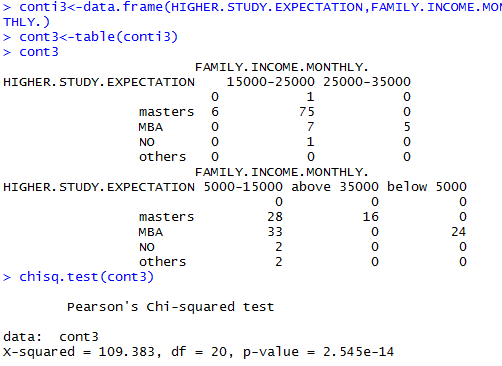 > conti3<-data.frame(HIGHER.STUDY.EXPECTATION,FAMILY.INCOME.MON
THLY.)
> cont3<-table(conti3)
> cont3
FAMILY.INCOME.MONTHLY.
HIGHER.STUDY.EXPECTATION 15000-25000 25000-35000
0 1 0
masters 6 75 0
MBA 0 7 5
NO 0 1 0
others 0 0 0
FAMILY.INCOME.MONTHLY.
HIGHER.STUDY.EXPECTATION 5000-15000 above 35000 below 5000
0 0 0
masters 28 16 0
MBA 33 0 24
NO 2 0 0
others 2 0 0
> chisq.test(cont3)
Pearson's Chi-squared test
data: cont3
X-squared = 109.383, df = 20, p-value = 2.545e-14